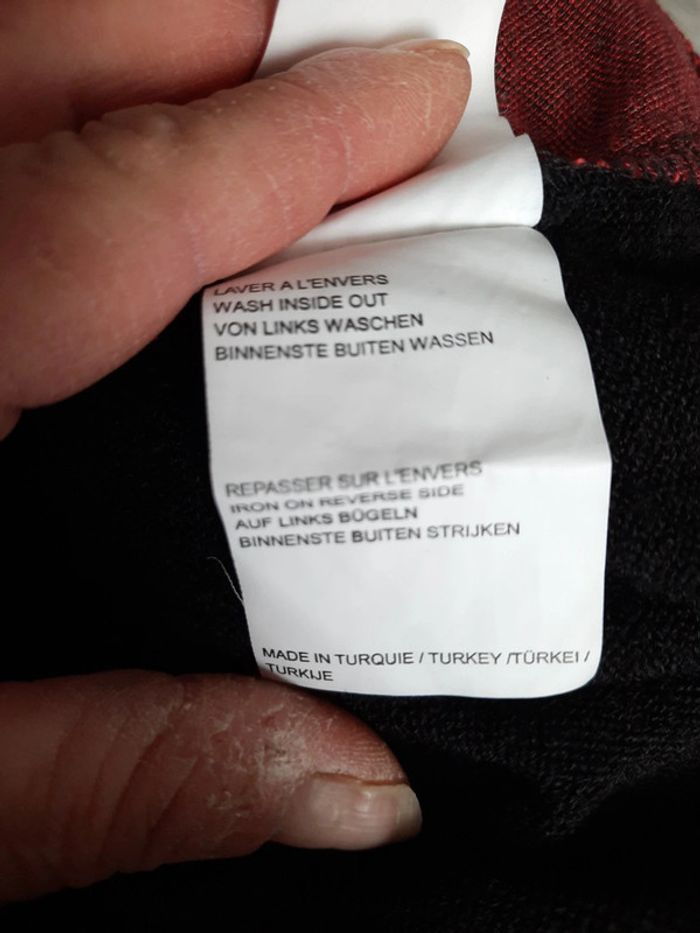 LAVER A L'ENVERS
WASH INSIDE OUT
VON LINKS WASCHEN
BINNENSTE BUITEN WASSEN
REPASSER SUR L'ENVERS
IRON ON REVERSE SIDE
AUF LINKS BÜGELN
BINNENSTE BUITEN STRIJKEN
MADE IN TURQUIE / TURKEY /TÜRKEI /
TURKIJE